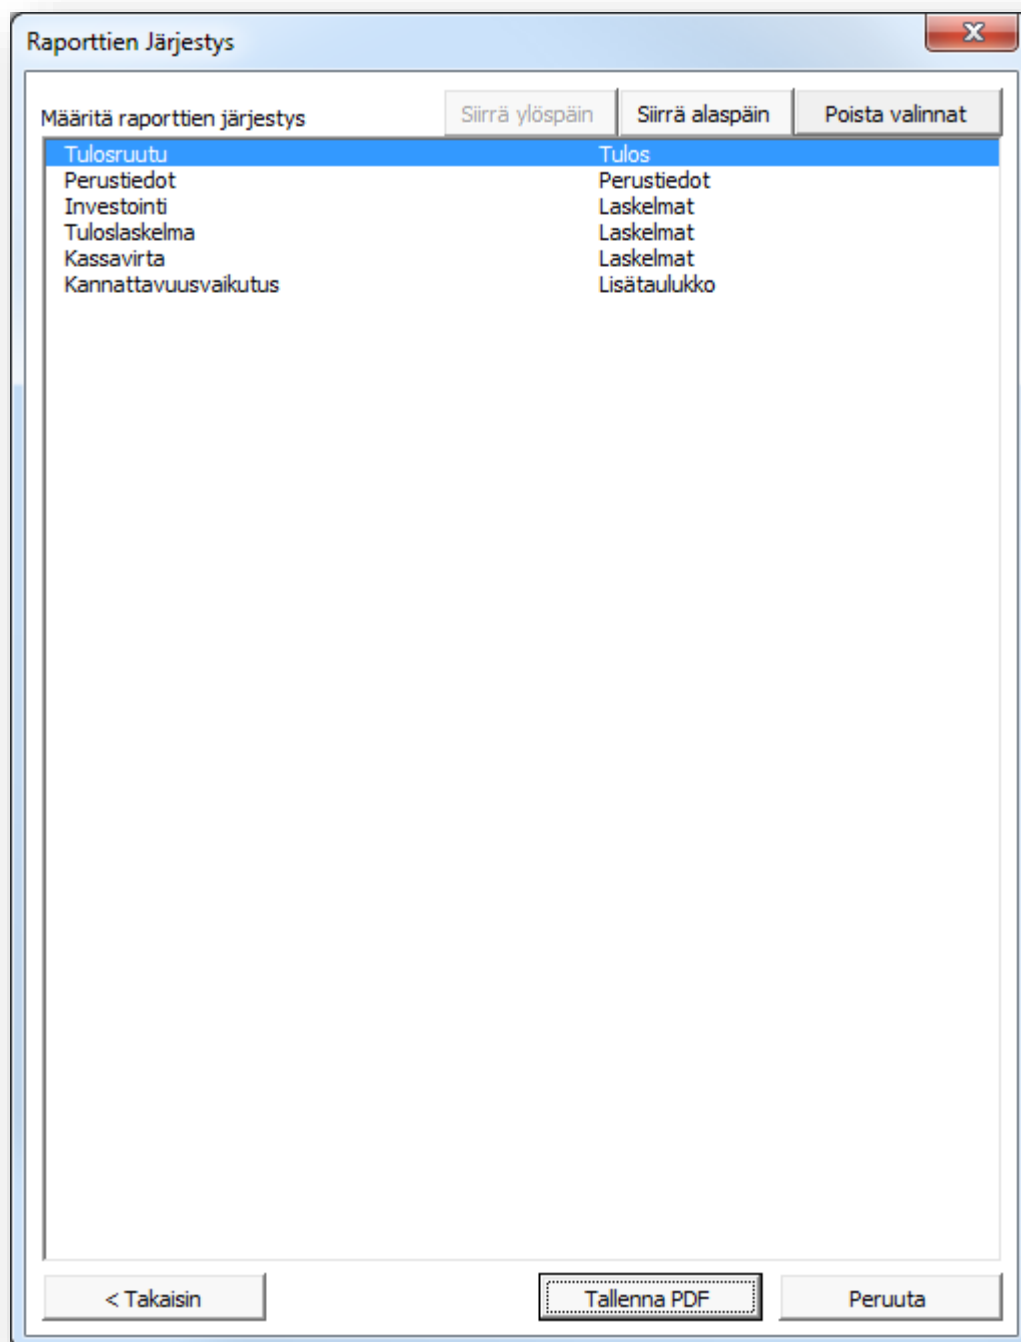 Raporttien Järjestys
Määritä raporttien järjestys Siirrä ylöspäin Siirrä alaspäin Poista valinnat
Tulosruutu Tulos
Perustiedot Perustiedot
Investointi Laskelmat
Tuloslaskelma Laskelmat
Kassavirta Laskelmat
Kannattavuusvaikutus Lisätaulukko
< Takaisin Tallenna PDF Peruuta